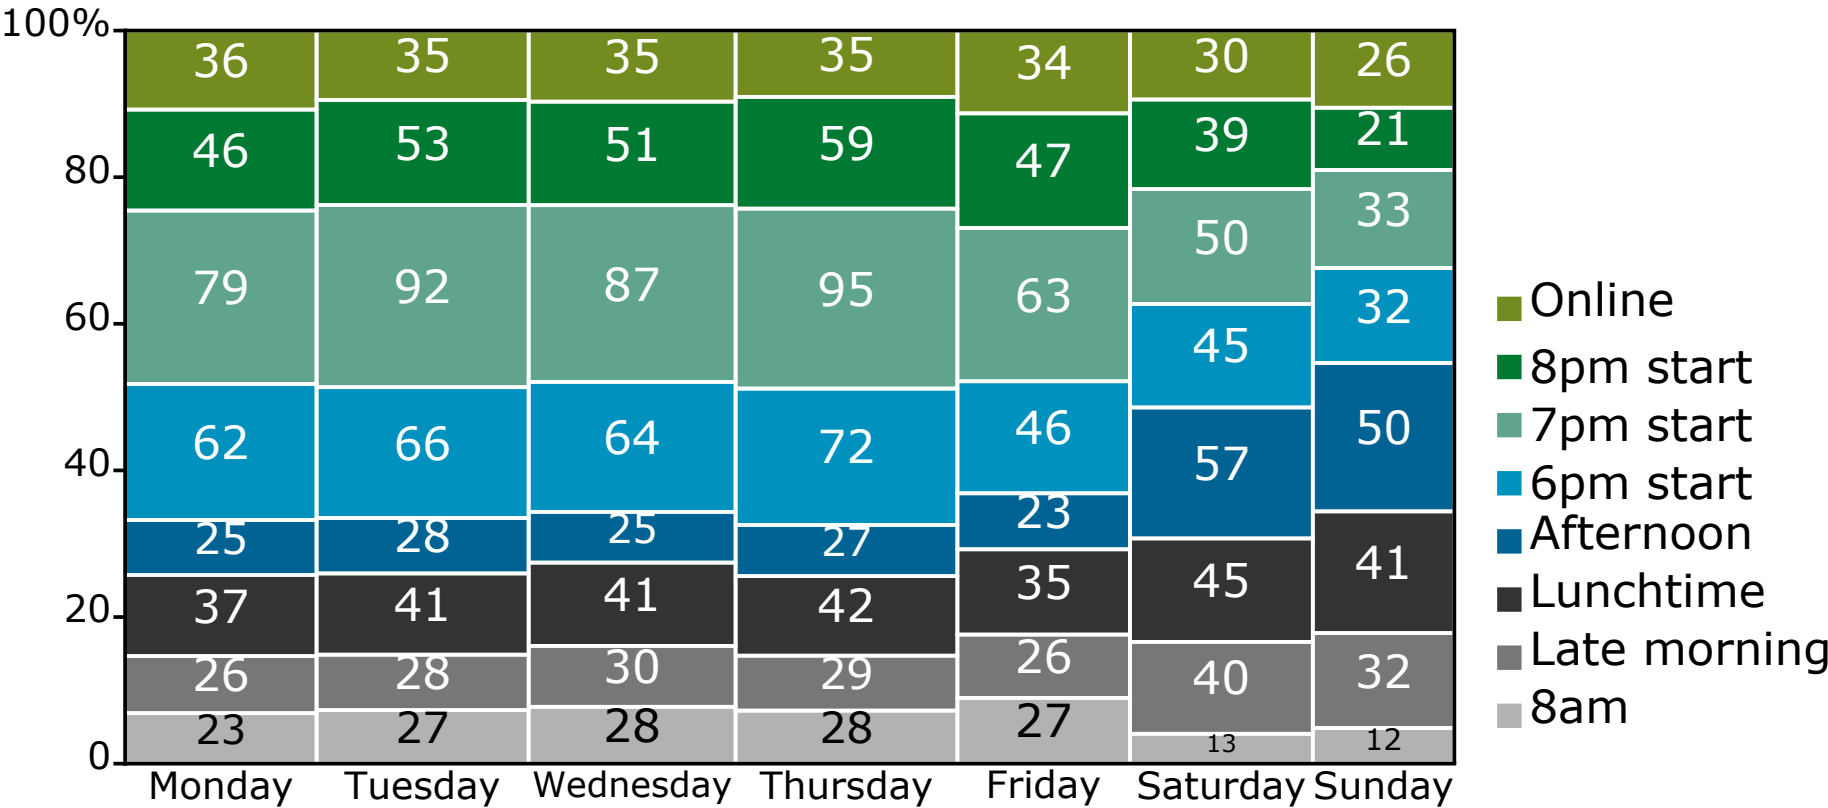 100%
36 35 35 35 34 30 26
46 53 51 59 47 39 21
80
79 92 87 95 63 50 33
60
62 66 64 72 46 45 32
40
25 28 25 27 23 57 50
37 41 41 42 35 45 41
20
26 28 30 29 26 40 32
23 27 28 28 27 13 12
0
Monday Tuesday Wednesday Thursday Friday Saturday Sunday
Online
8pm start
7pm start
6pm start
Afternoon
Lunchtime
Late morning
8am